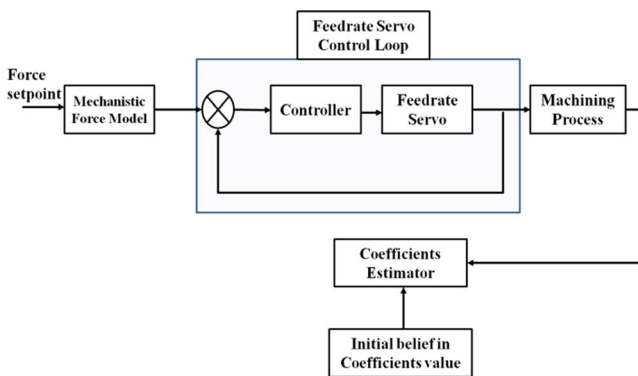 Feedrate Servo
Control Loop
Force
setpoint
Mechanistic
Force Model
Controller
Feedrate
Servo
Machining
Process
Coefficients
Estimator
Initial belief in
Coefficients value